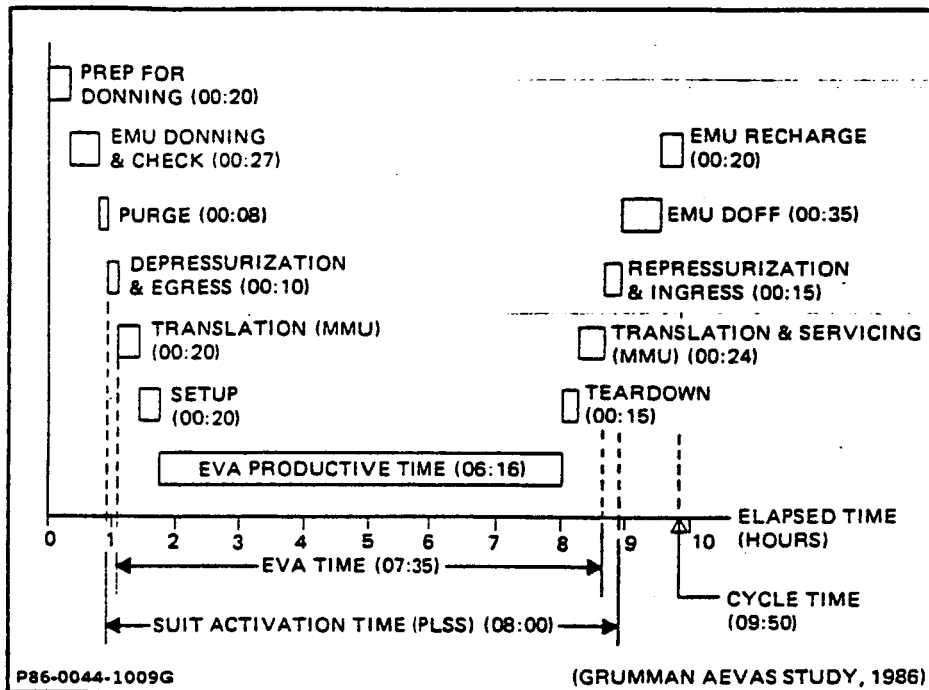 PREP FOR
DONNING (00:20)
EMU DONNING
& CHECK (00:27)
EMU RECHARGE
(00:20)
PURGE (00:08)
EMU DOFF (00:35)
DEPRESSURIZATION
& EGRESS (00:10)
REPRESSURIZATION
& INGRESS (00:15)
TRANSLATION (MMU)
(00:20)
TRANSLATION & SERVICING
(MMU) (00:24)
SETUP
(00:20)
TEARDOWN
(00:15)
EVA PRODUCTIVE TIME (06:16)
0 1 2 3 4 5 6 7 8 9 10
ELAPSED TIME
(HOURS)
EVA TIME (07:35)
SUIT ACTIVATION TIME (PLSS) (08:00)
CYCLE TIME
(09:50)
P86-0044-1009G
(GRUMMAN AEVAS STUDY, 1986)